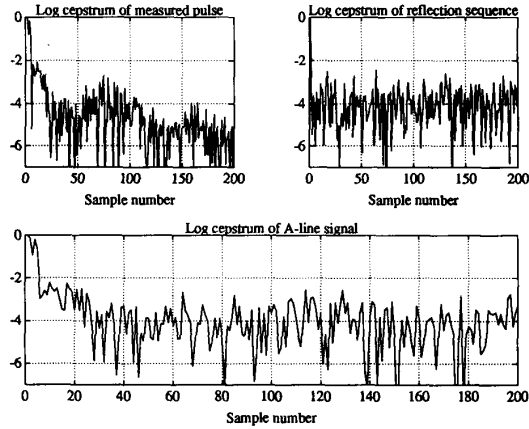 Log cepstrum of measured pulse
Log cepstrum of reflection sequence
0
-2
-4
-6
0 50 100 150 200
Sample number
0
-2
-4
-6
0 50 100 150 200
Sample number
Log cepstrum of A-line signal
0
-2
-4
-6
0 20 40 60 80 100 120 140 160 180 200
Sample number